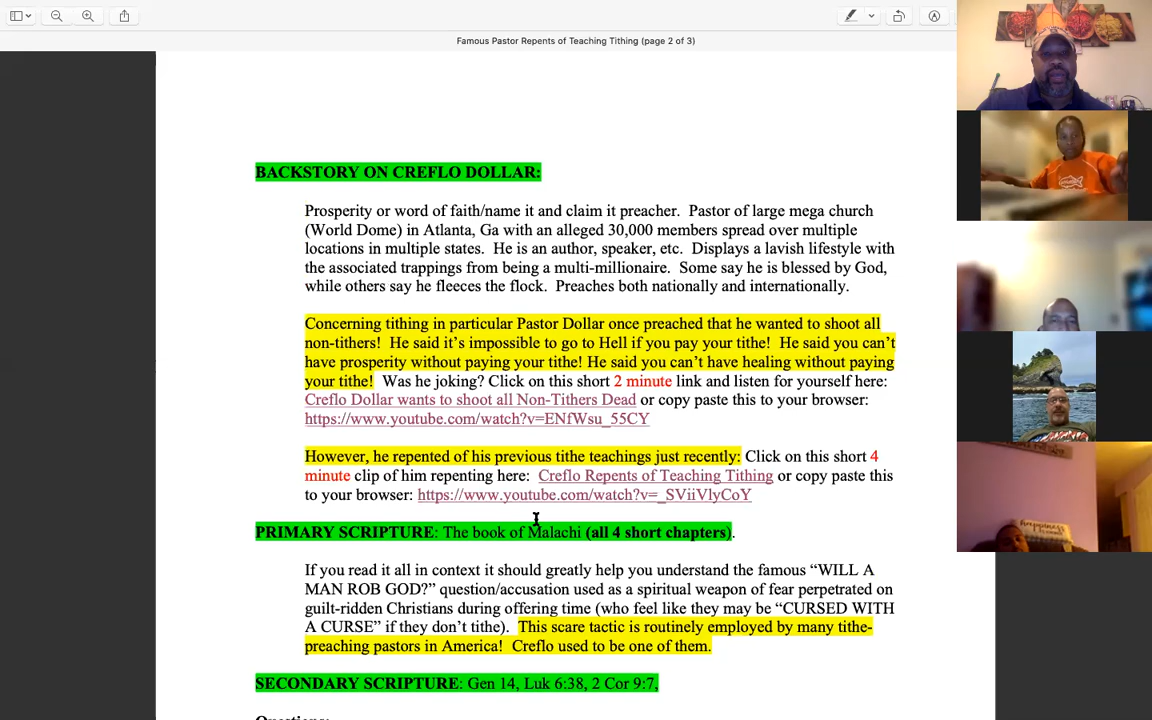 Famous Pastor Repents of Teaching Tithing (page 2 of 3)
BACKSTORY ON CREFLO DOLLAR:
Prosperity or word of faith/name it and claim it preacher. Pastor of large mega church
(World Dome) in Atlanta, Ga with an alleged 30,000 members spread over multiple
locations in multiple states. He is an author, speaker, etc. Displays a lavish lifestyle with
the associated trappings from being a multi-millionaire. Some say he is blessed by God,
while others say he fleeces the flock. Preaches both nationally and internationally.
Concerning tithing in particular Pastor Dollar once preached that he wanted to shoot all
non-tithers! He said it’s impossible to go to Hell if you pay your tithe! He said you can’t
have prosperity without paying your tithe! He said you can’t have healing without paying
your tithe! Was he joking? Click on this short 2 minute link and listen for yourself here:
Creflo Dollar wants to shoot all Non-Tithers Dead or copy paste this to your browser:
https://www.youtube.com/watch?v=ENfWsu_55CY
However, he repented of his previous tithe teachings just recently: Click on this short 4
minute clip of him repenting here: Creflo Repents of Teaching Tithing or copy paste this
to your browser: https://www.youtube.com/watch?v=_SViiVlyCoY
PRIMARY SCRIPTURE: The book of Malachi (all 4 short chapters).
If you read it all in context it should greatly help you understand the famous “WILL A
MAN ROB GOD?” question/accusation used as a spiritual weapon of fear perpetrated on
guilt-ridden Christians during offering time (who feel like they may be “CURSED WITH
A CURSE” if they don’t tithe). This scare tactic is routinely employed by many tithe-
preaching pastors in America! Creflo used to be one of them.
SECONDARY SCRIPTURE: Gen 14, Luk 6:38, 2 Cor 9:7,
Questions:
happiness